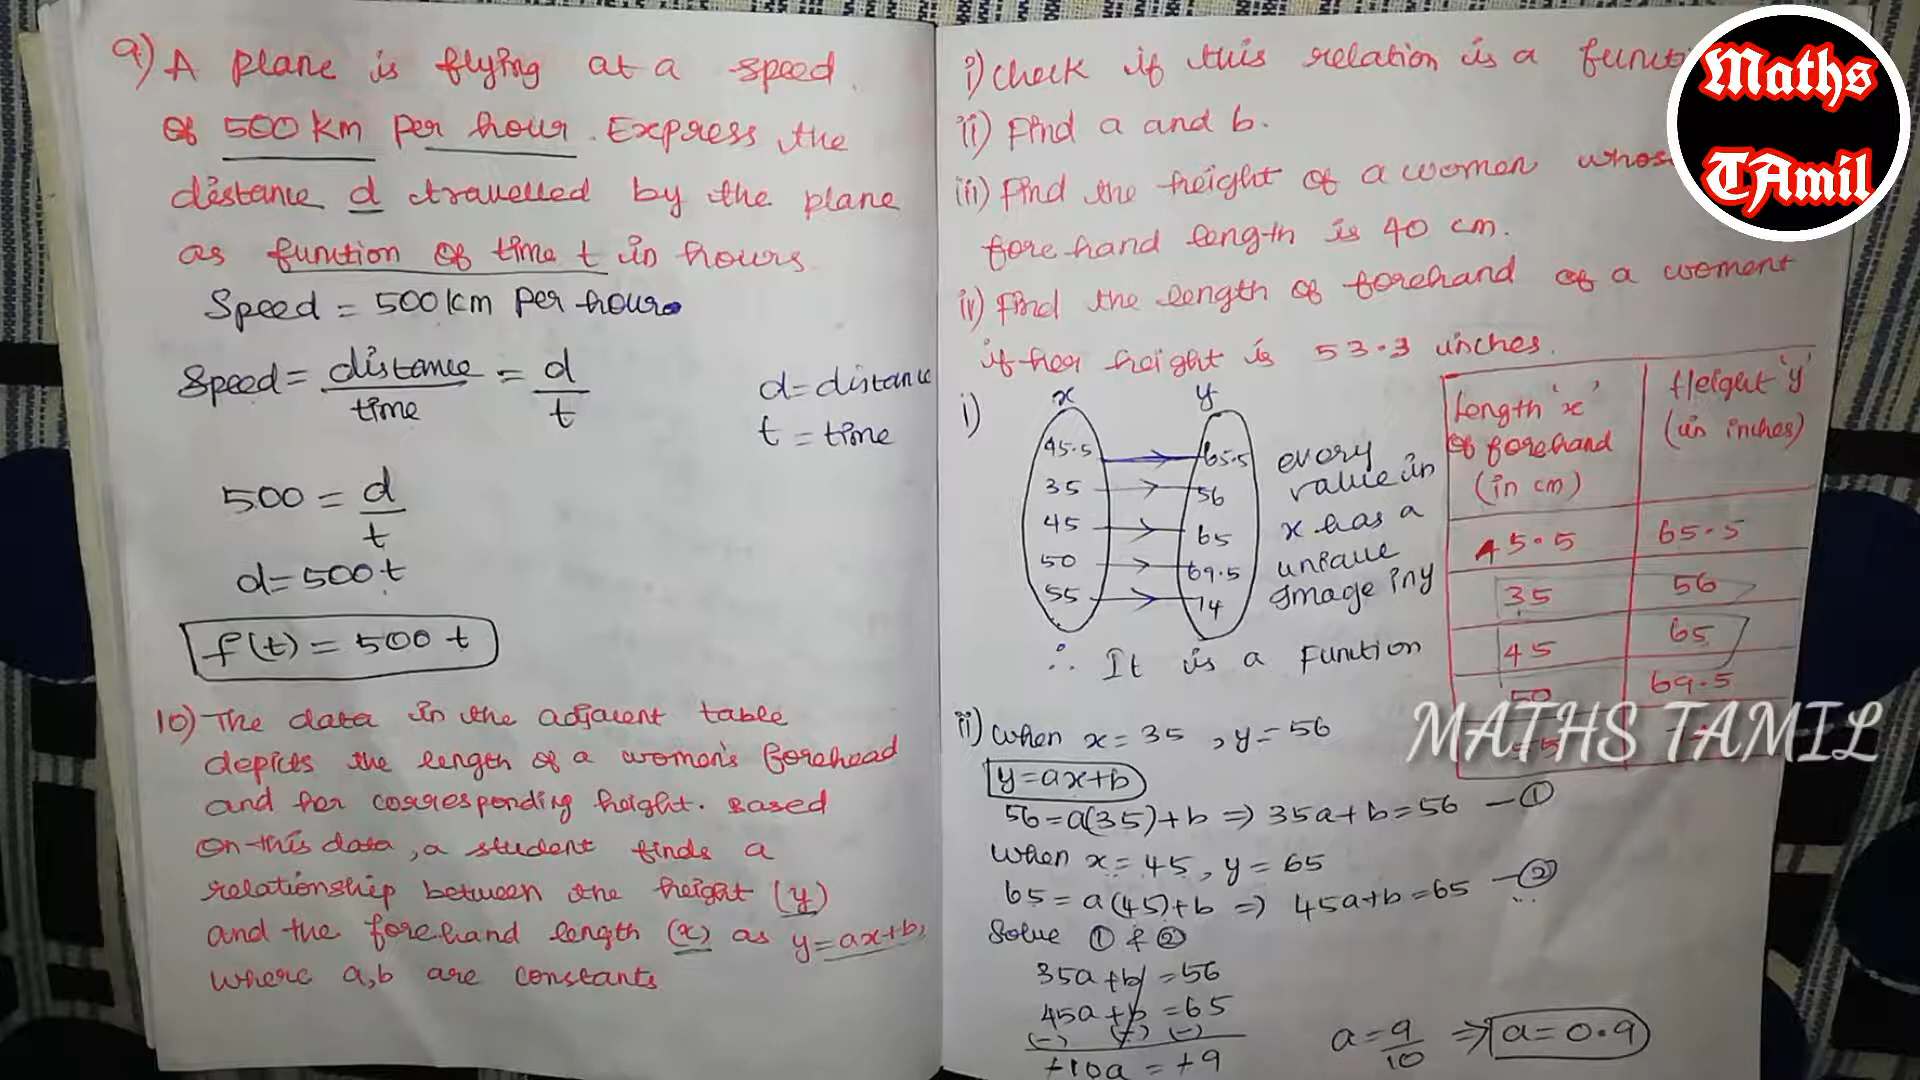 9) A plane is flying at a speed
of 500 km per hour. Express the
distance d travelled by the plane
as function of time t in hours.
Speed = 500 km per hour
Speed = distance/time = d/t
d = distance
t = time
500 = d/t
d = 500t
f(t) = 500 t
10) The data in the adjacent table
depicts the length of a women's forehead
and her corresponding height. Based
on this data, a student finds a
relationship between the height (y)
and the forehand length (x) as y = ax+b,
where a,b are constants
i) check if this relation is a
ii) Find a and b.
iii) Find the height of a women whos
fore hand length is 40 cm.
iv) Find the length of forehand of a woment
if her height is 53.3 inches.
Length 'x'
of forehand
(in cm)
Height 'y'
(in inches)
45.5 65.5
35 56
45 65
50 69.5
i)
x y
45.5 65.5
35 56
45 65
50 69.5
55 74
every
value in
x has a
unique
image in y
∴ It is a Function
ii) When x = 35, y = 56
y = ax+b
56 = a(35)+b ⇒ 35a+b = 56 — ①
When x = 45, y = 65
65 = a(45)+b ⇒ 45a+b = 65 — ②
Solve ① & ②
35a+b = 56
45a+b = 65
(-) (-) (-)
+10a = +9
a = 9/10 ⇒ a = 0.9
Maths
TAmil
MATHS TAMIL